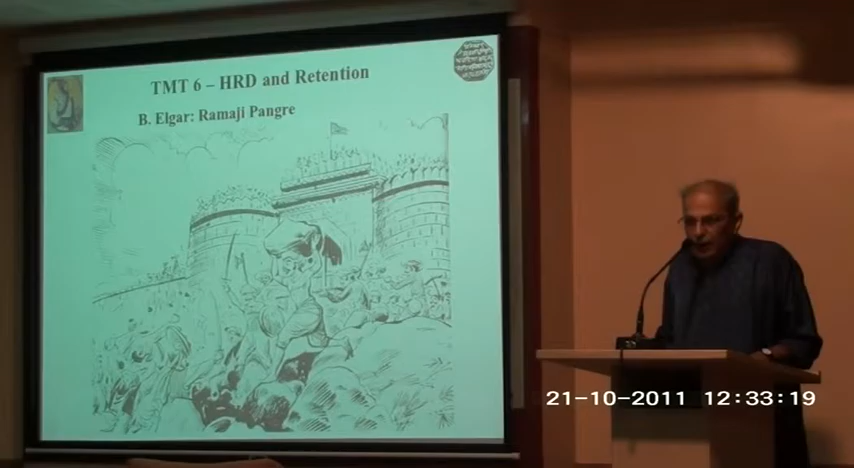 TMT 6 – HRD and Retention
B. Elgar: Ramaji Pangre
21-10-2011 12:33:19